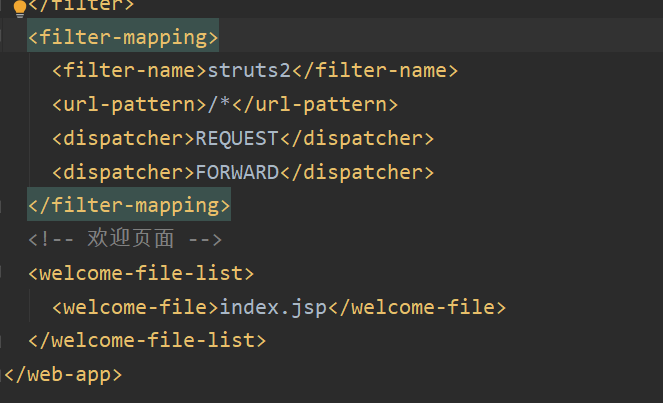 </filter>
<filter-mapping>
<filter-name>struts2</filter-name>
<url-pattern>/*</url-pattern>
<dispatcher>REQUEST</dispatcher>
<dispatcher>FORWARD</dispatcher>
</filter-mapping>
<!-- 欢迎页面 -->
<welcome-file-list>
<welcome-file>index.jsp</welcome-file>
</welcome-file-list>
</web-app>